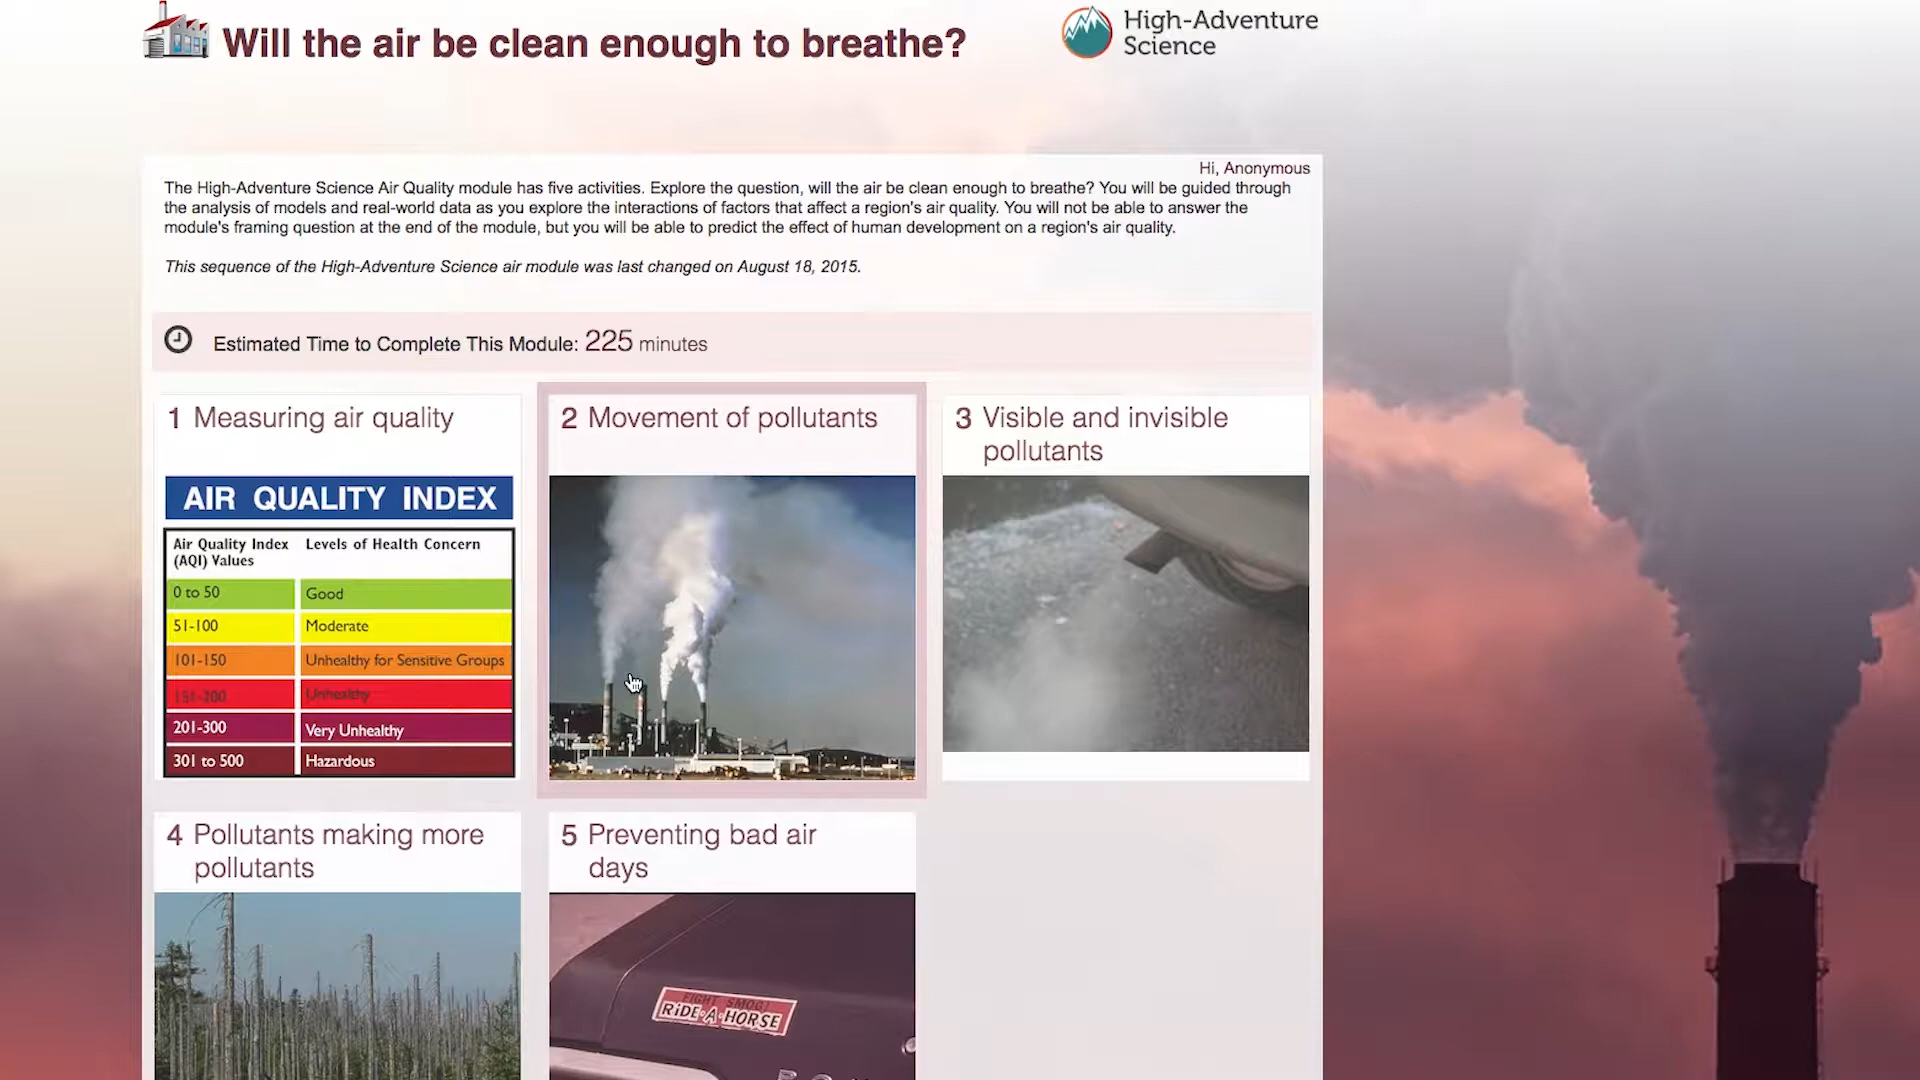 Will the air be clean enough to breathe?
High-Adventure
Science
Hi, Anonymous
The High-Adventure Science Air Quality module has five activities. Explore the question, will the air be clean enough to breathe? You will be guided through
the analysis of models and real-world data as you explore the interactions of factors that affect a region's air quality. You will not be able to answer the
module's framing question at the end of the module, but you will be able to predict the effect of human development on a region's air quality.
This sequence of the High-Adventure Science air module was last changed on August 18, 2015.
Estimated Time to Complete This Module: 225 minutes
1 Measuring air quality
AIR QUALITY INDEX
Air Quality Index
(AQI) Values
Levels of Health Concern
0 to 50 Good
51-100 Moderate
101-150 Unhealthy for Sensitive Groups
151-200 Unhealthy
201-300 Very Unhealthy
301 to 500 Hazardous
2 Movement of pollutants
3 Visible and invisible
pollutants
4 Pollutants making more
pollutants
5 Preventing bad air
days
FIGHT SMOG!
RIDE-A-HORSE